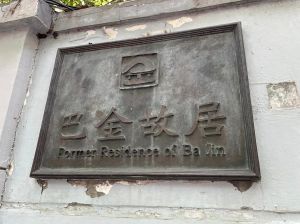 巴金故居
Former Residence of Ba Jin